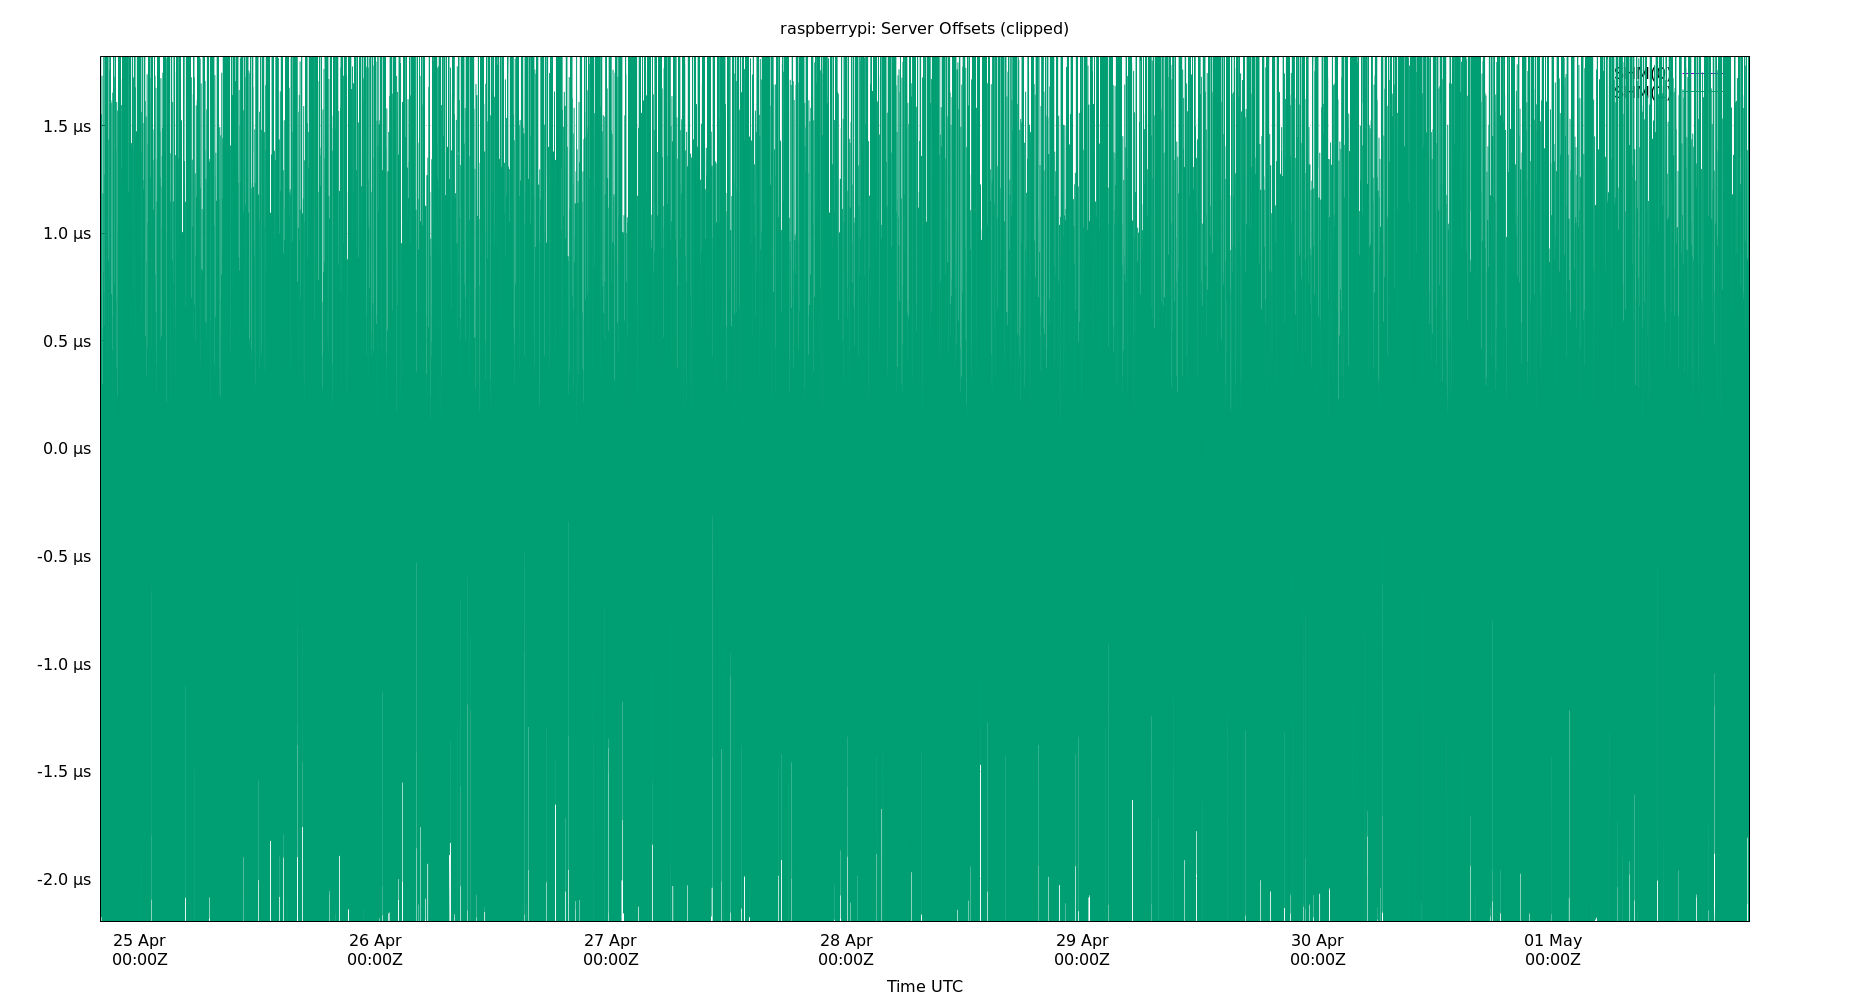 raspberrypi: Server Offsets (clipped)
SHM(0)
1.5 µs
1.0 µs
0.5 µs
0.0 µs
-0.5 µs
-1.0 µs
-1.5 µs
-2.0 µs
25 Apr 26 Apr 27 Apr 28 Apr 29 Apr 30 Apr 01 May
00:00Z 00:00Z 00:00Z 00:00Z 00:00Z 00:00Z 00:00Z
Time UTC